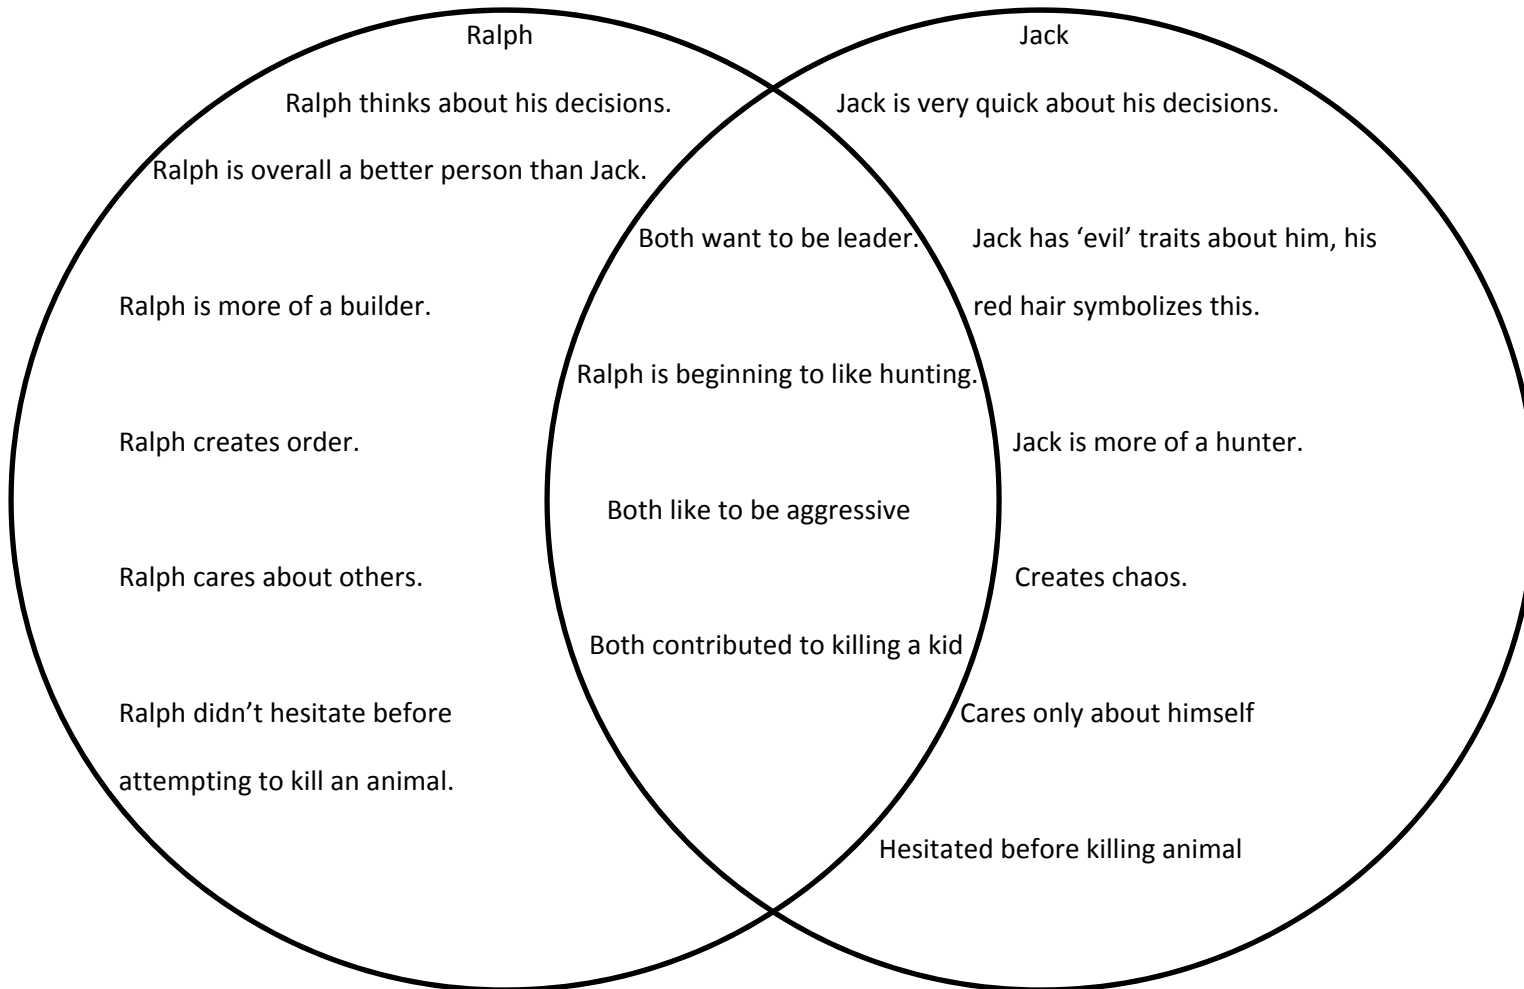 Ralph
Jack
Ralph thinks about his decisions.
Jack is very quick about his decisions.
Ralph is overall a better person than Jack.
Both want to be leader.
Jack has ‘evil’ traits about him, his
red hair symbolizes this.
Ralph is more of a builder.
Ralph is beginning to like hunting.
Ralph creates order.
Jack is more of a hunter.
Both like to be aggressive
Ralph cares about others.
Creates chaos.
Both contributed to killing a kid
Ralph didn’t hesitate before
attempting to kill an animal.
Cares only about himself
Hesitated before killing animal